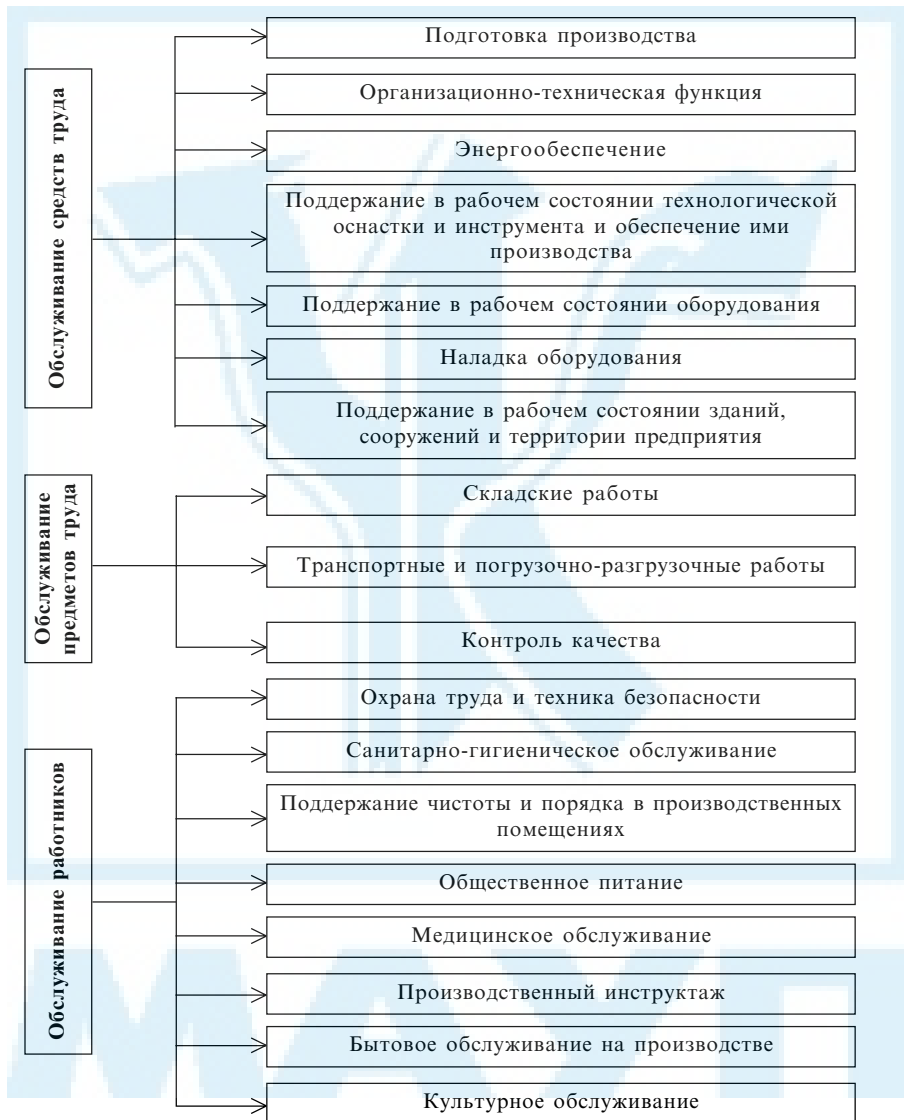 Обслуживание средств труда
Подготовка производства
Организационно-техническая функция
Энергообеспечение
Поддержание в рабочем состоянии технологической
оснастки и инструмента и обеспечение ими
производства
Поддержание в рабочем состоянии оборудования
Наладка оборудования
Поддержание в рабочем состоянии зданий,
сооружений и территории предприятия
Обслуживание
предметов труда
Складские работы
Транспортные и погрузочно-разгрузочные работы
Контроль качества
Обслуживание работников
Охрана труда и техника безопасности
Санитарно-гигиеническое обслуживание
Поддержание чистоты и порядка в производственных
помещениях
Общественное питание
Медицинское обслуживание
Производственный инструктаж
Бытовое обслуживание на производстве
Культурное обслуживание
МАУП